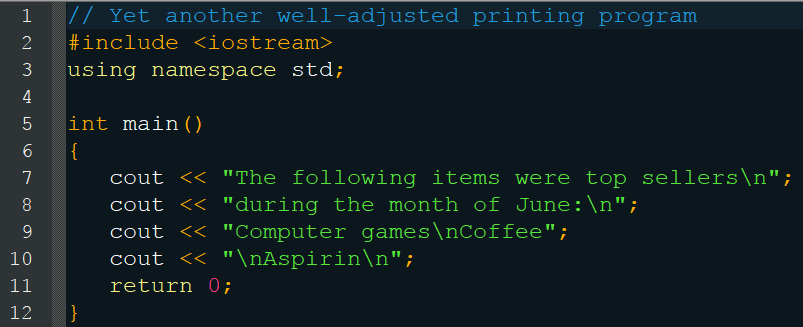 1 // Yet another well-adjusted printing program
2 #include <iostream>
3 using namespace std;
4
5 int main()
6 {
7 cout << "The following items were top sellers\n";
8 cout << "during the month of June:\n";
9 cout << "Computer games\nCoffee";
10 cout << "\nAspirin\n";
11 return 0;
12 }